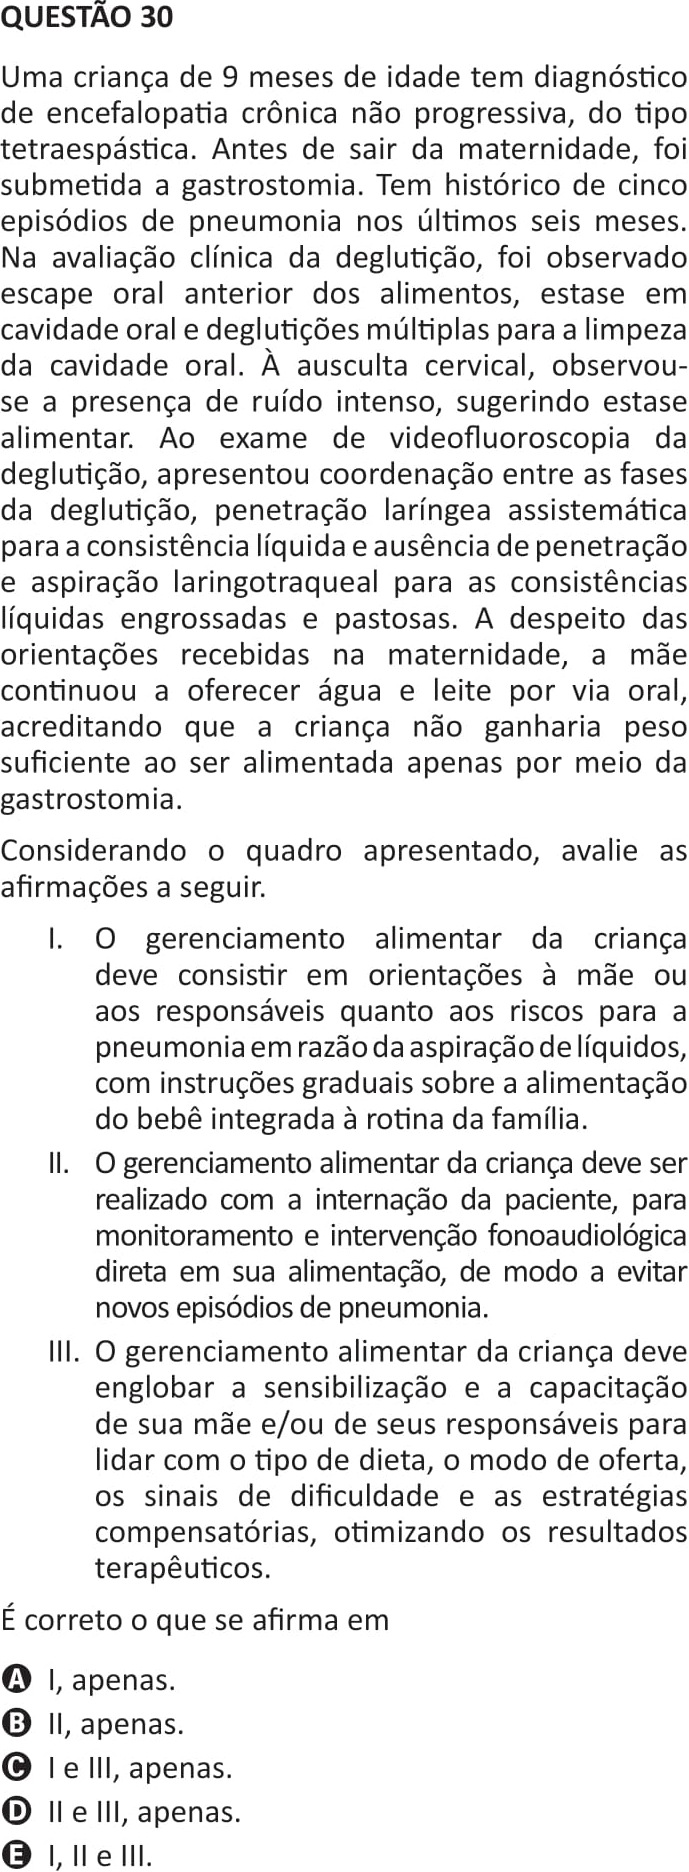 QUESTÃO 30
Uma criança de 9 meses de idade tem diagnóstico
de encefalopatia crônica não progressiva, do tipo
tetraespástica. Antes de sair da maternidade, foi
submetida a gastrostomia. Tem histórico de cinco
episódios de pneumonia nos últimos seis meses.
Na avaliação clínica da deglutição, foi observado
escape oral anterior dos alimentos, estase em
cavidade oral e deglutições múltiplas para a limpeza
da cavidade oral. À ausculta cervical, observou-
se a presença de ruído intenso, sugerindo estase
alimentar. Ao exame de videofluoroscopia da
deglutição, apresentou coordenação entre as fases
da deglutição, penetração laríngea assistemática
para a consistência líquida e ausência de penetração
e aspiração laringotraqueal para as consistências
líquidas engrossadas e pastosas. A despeito das
orientações recebidas na maternidade, a mãe
continuou a oferecer água e leite por via oral,
acreditando que a criança não ganharia peso
suficiente ao ser alimentada apenas por meio da
gastrostomia.
Considerando o quadro apresentado, avalie as
afirmações a seguir.
I. O gerenciamento alimentar da criança
deve consistir em orientações à mãe ou
aos responsáveis quanto aos riscos para a
pneumonia em razão da aspiração de líquidos,
com instruções graduais sobre a alimentação
do bebê integrada à rotina da família.
II. O gerenciamento alimentar da criança deve ser
realizado com a internação da paciente, para
monitoramento e intervenção fonoaudiológica
direta em sua alimentação, de modo a evitar
novos episódios de pneumonia.
III. O gerenciamento alimentar da criança deve
englobar a sensibilização e a capacitação
de sua mãe e/ou de seus responsáveis para
lidar com o tipo de dieta, o modo de oferta,
os sinais de dificuldade e as estratégias
compensatórias, otimizando os resultados
terapêuticos.
É correto o que se afirma em
A I, apenas.
B II, apenas.
C I e III, apenas.
D II e III, apenas.
E I, II e III.